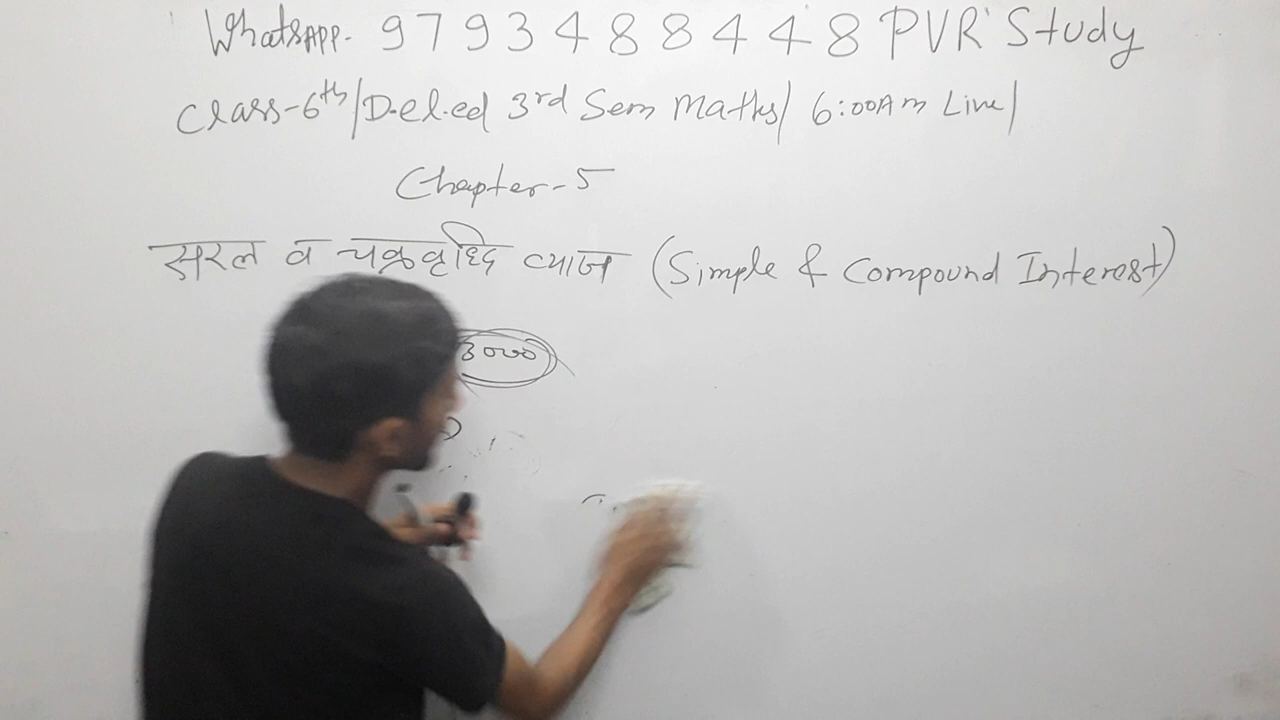 WhatsAPP. 9793488448 PVR Study
Class-6th/D.el.ed 3rd Sem Maths/ 6:00Am Live/
Chapter-5
सरल व चक्रवृद्धि व्याज (Simple & Compound Interest)
3000